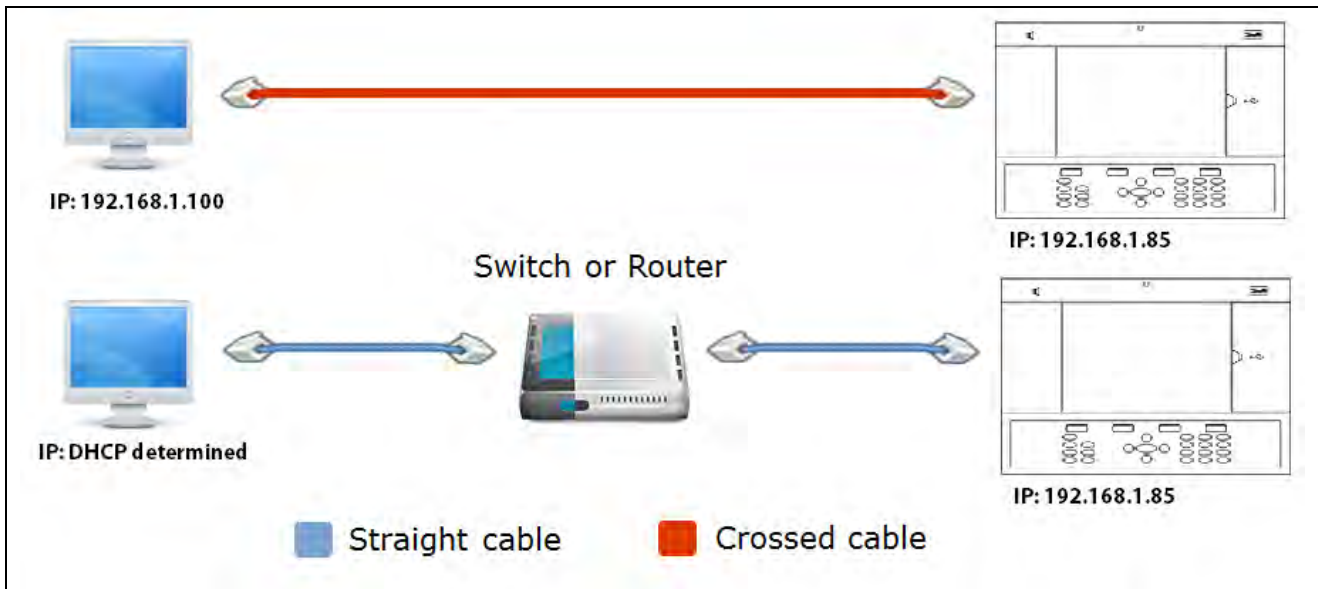 IP: 192.168.1.100
IP: 192.168.1.85
Switch or Router
IP: DHCP determined
IP: 192.168.1.85
Straight cable
Crossed cable